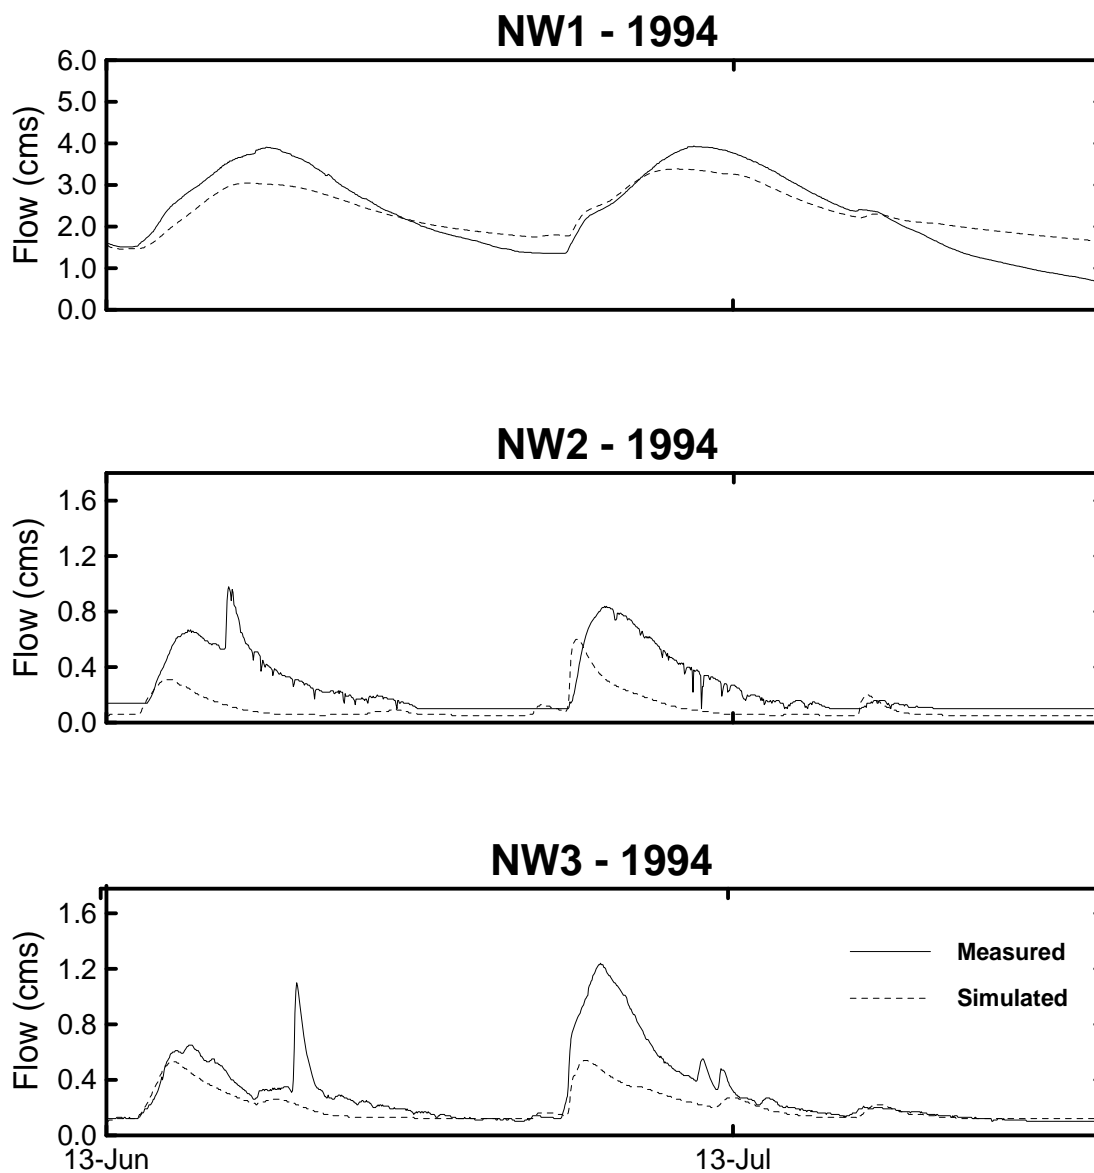 NW1 - 1994
Flow (cms)
6.0
5.0
4.0
3.0
2.0
1.0
0.0
NW2 - 1994
Flow (cms)
1.6
1.2
0.8
0.4
0.0
NW3 - 1994
Flow (cms)
1.6
1.2
0.8
0.4
0.0
Measured
Simulated
13-Jun 13-Jul